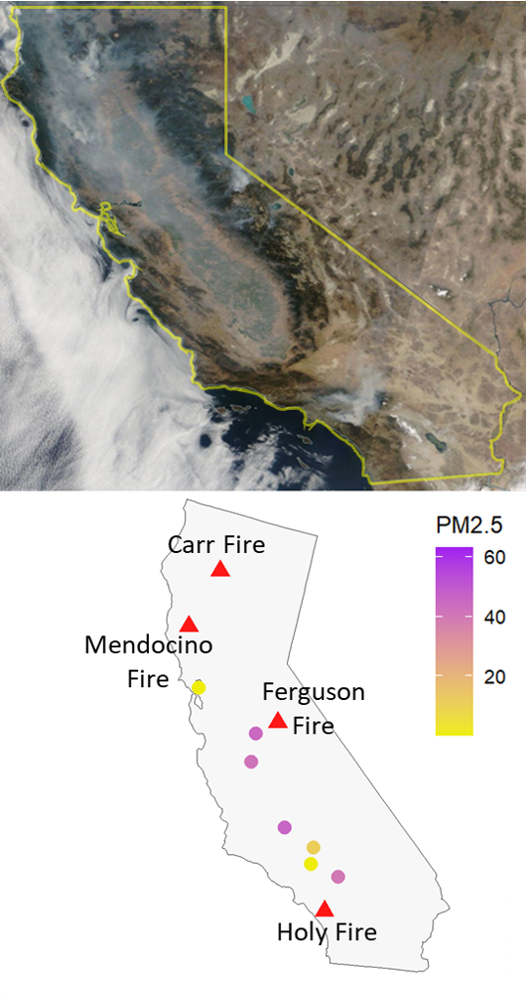 PM2.5
60
40
20
Carr Fire
Mendocino
Fire
Ferguson
Fire
Holy Fire